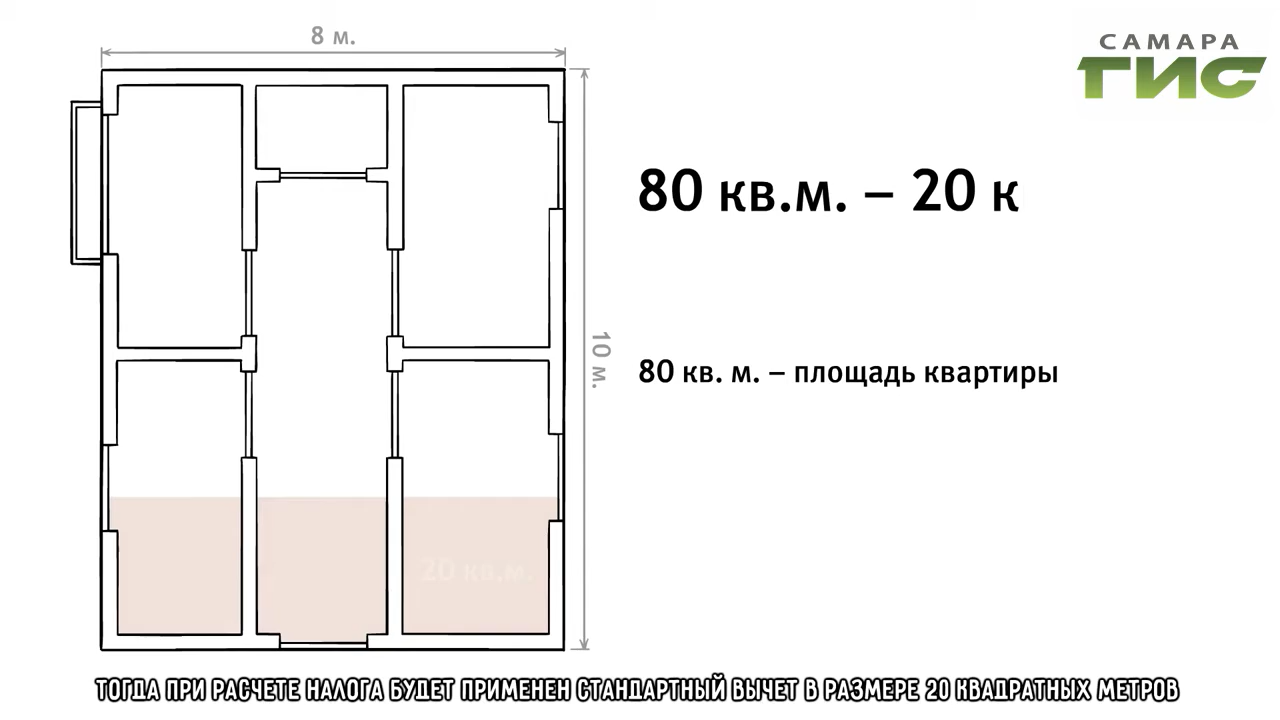 8 м.
САМАРА
ГИС
80 кв.м. – 20 к
10 м.
80 кв. м. – площадь квартиры
20 кв.м.
ТОГДА ПРИ РАСЧЕТЕ НАЛОГА БУДЕТ ПРИМЕНЕН СТАНДАРТНЫЙ ВЫЧЕТ В РАЗМЕРЕ 20 КВАДРАТНЫХ МЕТРОВ